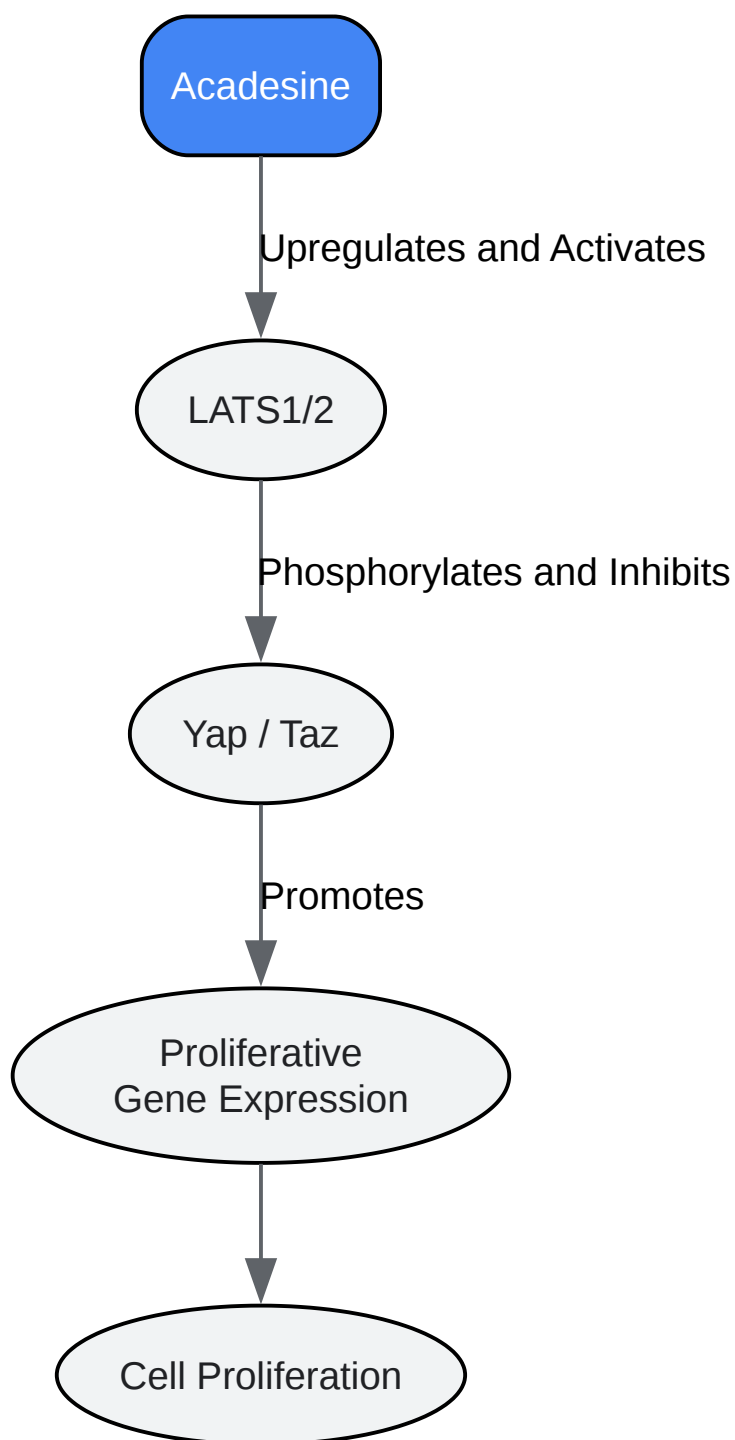 Acadesine
Upregulates and Activates
LATS1/2
Phosphorylates and Inhibits
Yap / Taz
Promotes
Proliferative
Gene Expression
Cell Proliferation